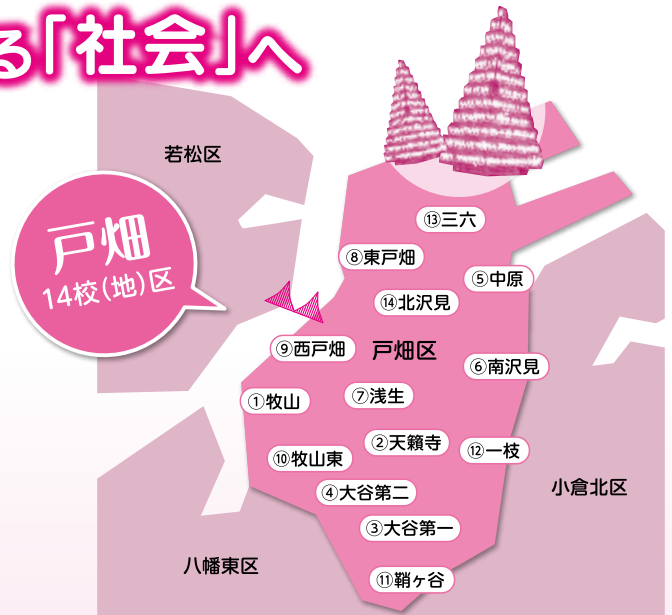 る「社会」へ
若松区
戸畑
14校(地)区
⑬三六
⑧東戸畑
⑤中原
⑭北沢見
⑨西戸畑
戸畑区
⑥南沢見
①牧山
⑦浅生
②天籟寺
⑫一枝
⑩牧山東
④大谷第二
小倉北区
③大谷第一
八幡東区
⑪鞘ヶ谷